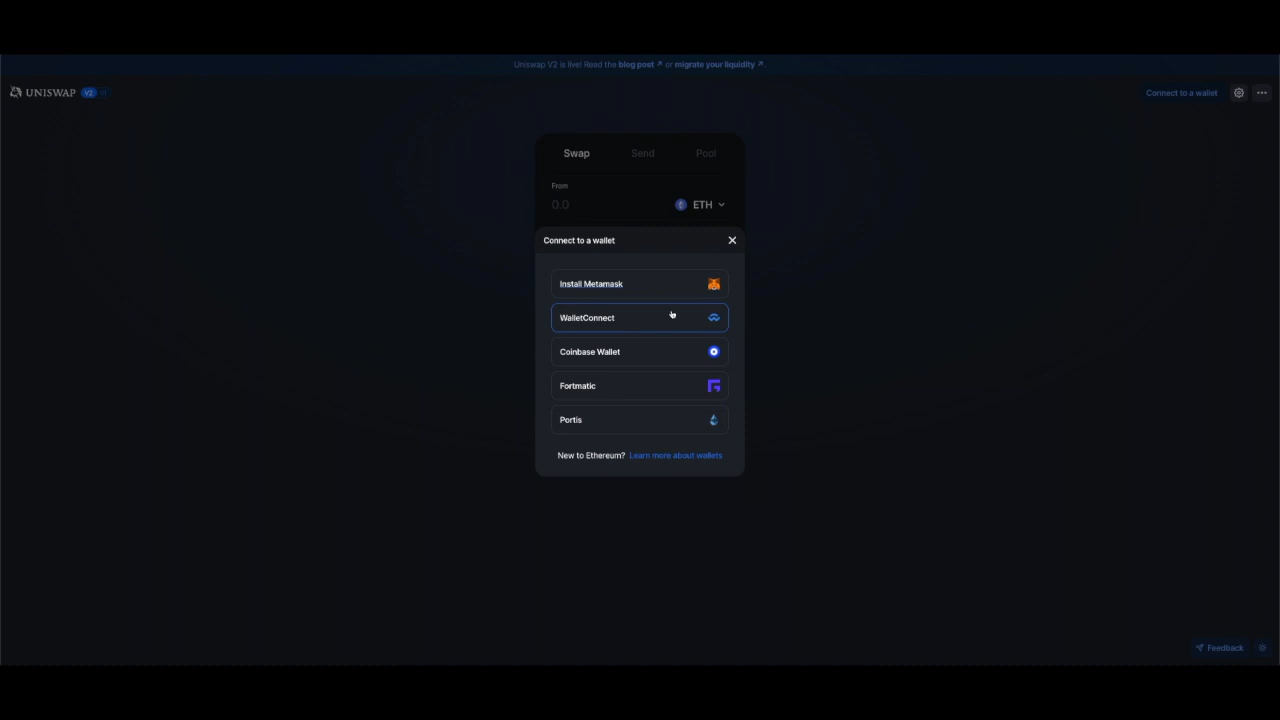 Uniswap V2 is live! Read the blog post ↗ or migrate your liquidity ↗.
UNISWAP V2 V1
Connect to a wallet
Swap Send Pool
From
0.0 ETH
Connect to a wallet
Install Metamask
WalletConnect
Coinbase Wallet
Fortmatic
Portis
New to Ethereum? Learn more about wallets
Feedback